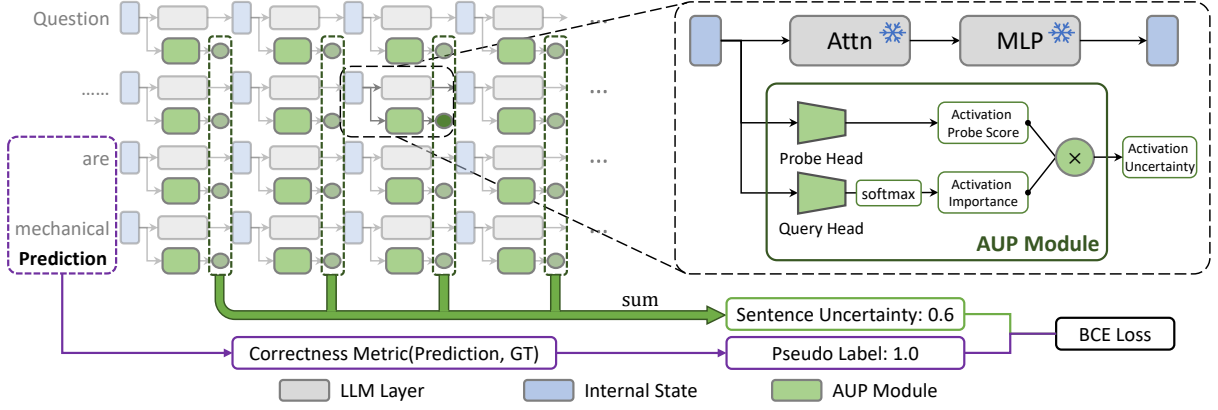 Question
......
are
mechanical
Prediction
...
...
...
...
Attn
MLP
Probe Head
Activation
Probe Score
Query Head
softmax
Activation
Importance
×
Activation
Uncertainty
AUP Module
sum
Sentence Uncertainty: 0.6
Correctness Metric(Prediction, GT)
Pseudo Label: 1.0
BCE Loss
LLM Layer
Internal State
AUP Module